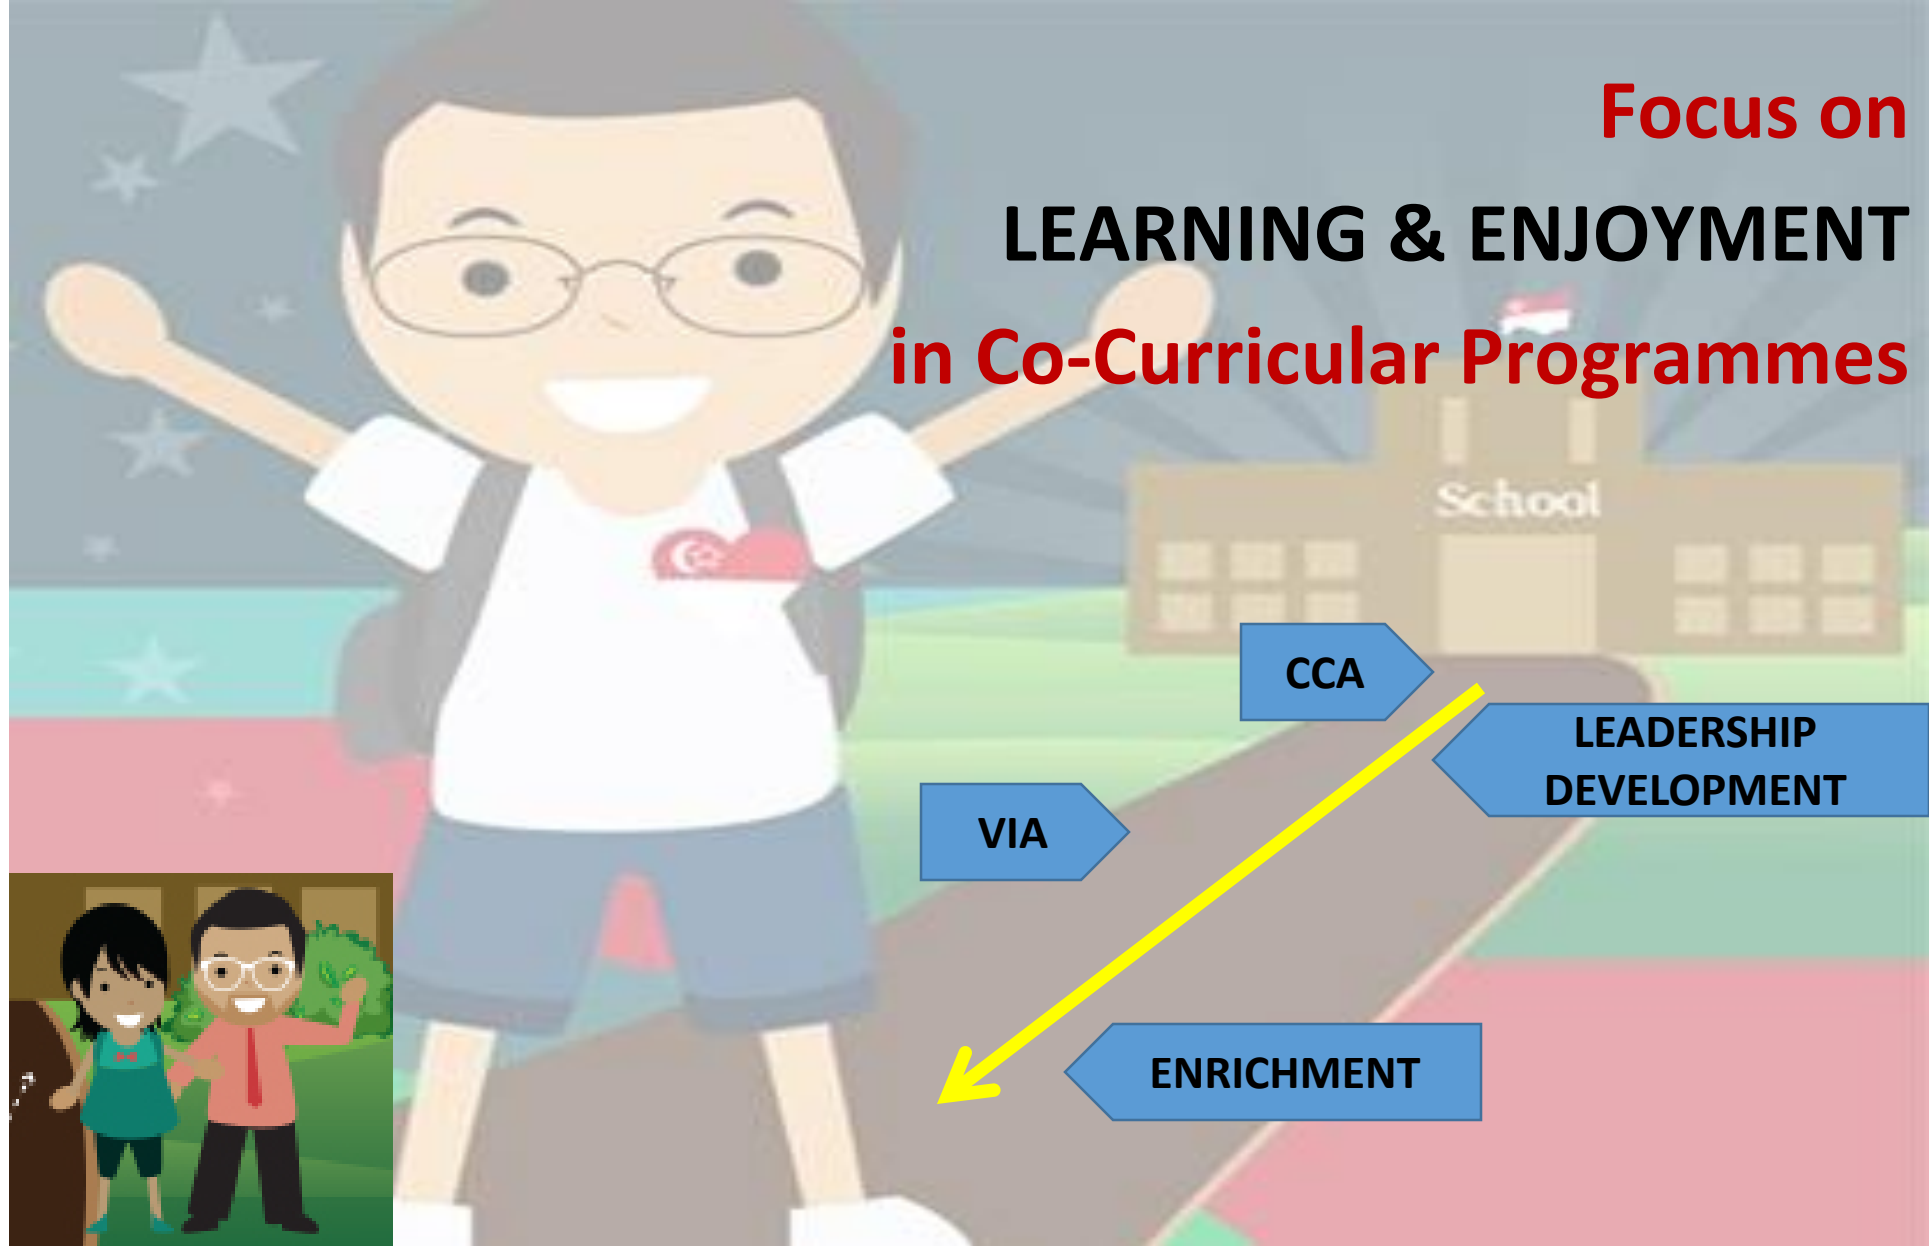 Focus on
LEARNING & ENJOYMENT
in Co-Curricular Programmes
School
CCA
LEADERSHIP
DEVELOPMENT
VIA
ENRICHMENT